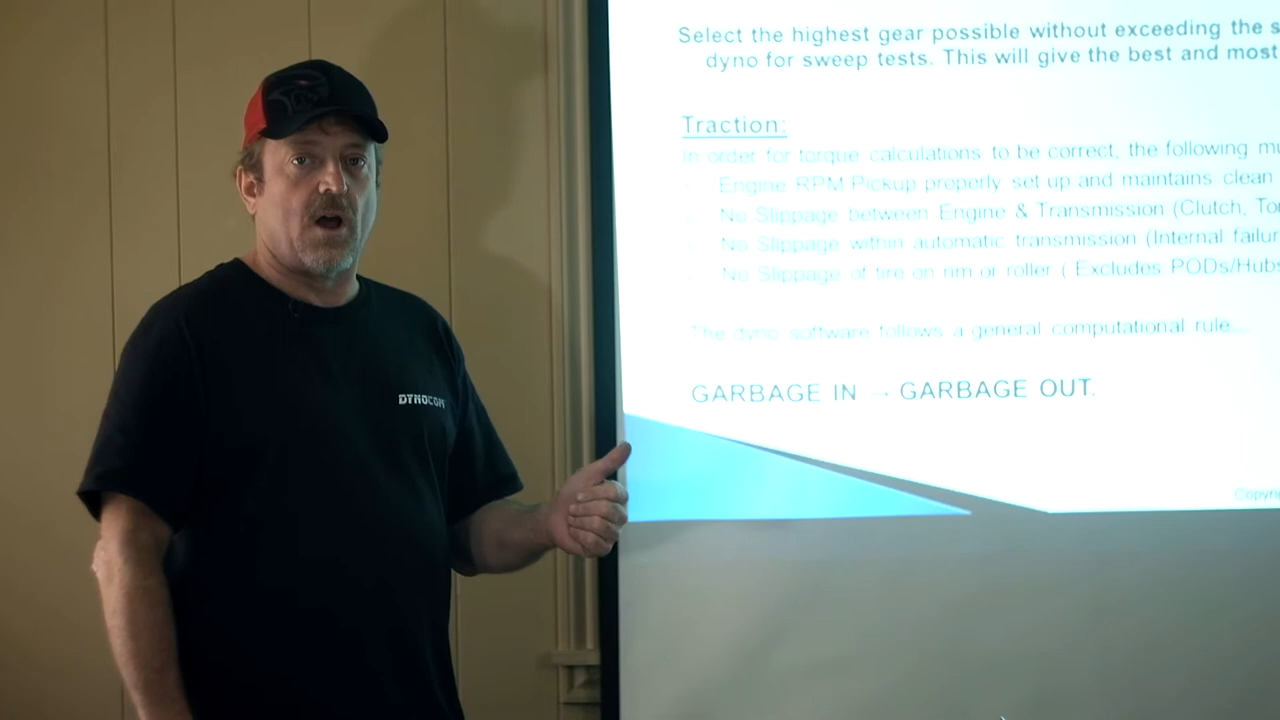 Select the highest gear possible without exceeding the s
dyno for sweep tests. This will give the best and most
Traction:
In order for torque calculations to be correct, the following mu
Engine RPM Pickup properly set up and maintains clean
No Slippage between Engine & Transmission (Clutch, Tor
No Slippage within automatic transmission (Internal failur
No Slippage of tire on rim or roller ( Excludes PODs/Hubs
The dyno software follows a general computational rule...
GARBAGE IN → GARBAGE OUT.
Copyri
DYNOCOM